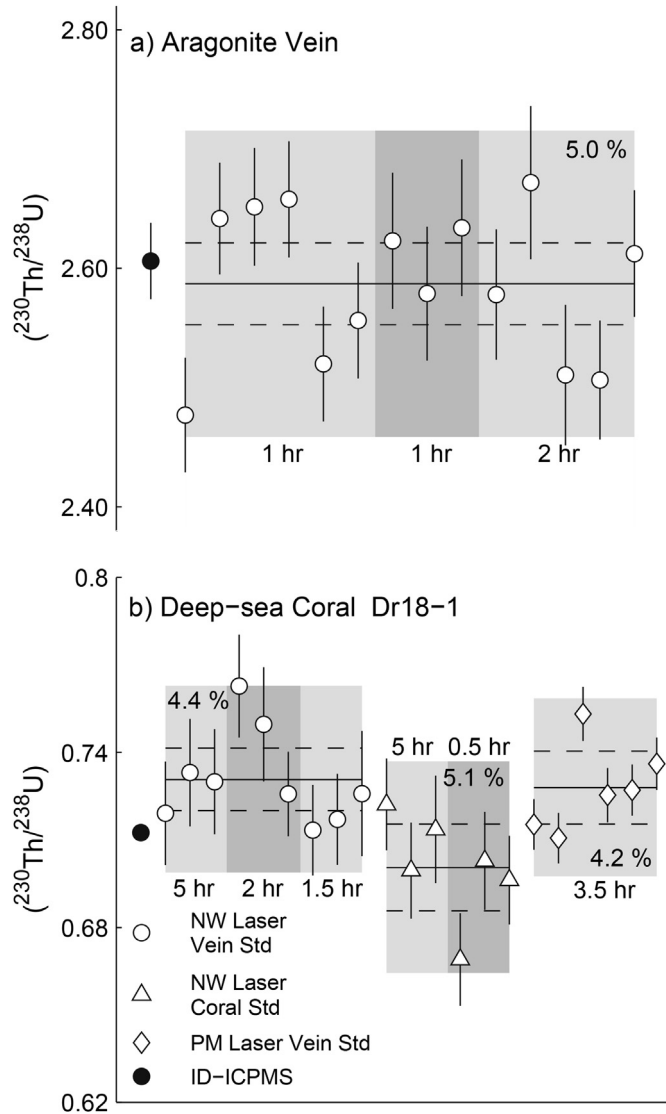 2.80
a) Aragonite Vein
5.0 %
(²³⁰Th/²³⁸U)
2.60
1 hr
1 hr
2 hr
2.40
0.8
b) Deep−sea Coral Dr18−1
4.4 %
(²³⁰Th/²³⁸U)
0.74
5 hr
0.5 hr
5.1 %
4.2 %
5 hr
2 hr
1.5 hr
3.5 hr
0.68
NW Laser
Vein Std
NW Laser
Coral Std
PM Laser Vein Std
ID−ICPMS
0.62